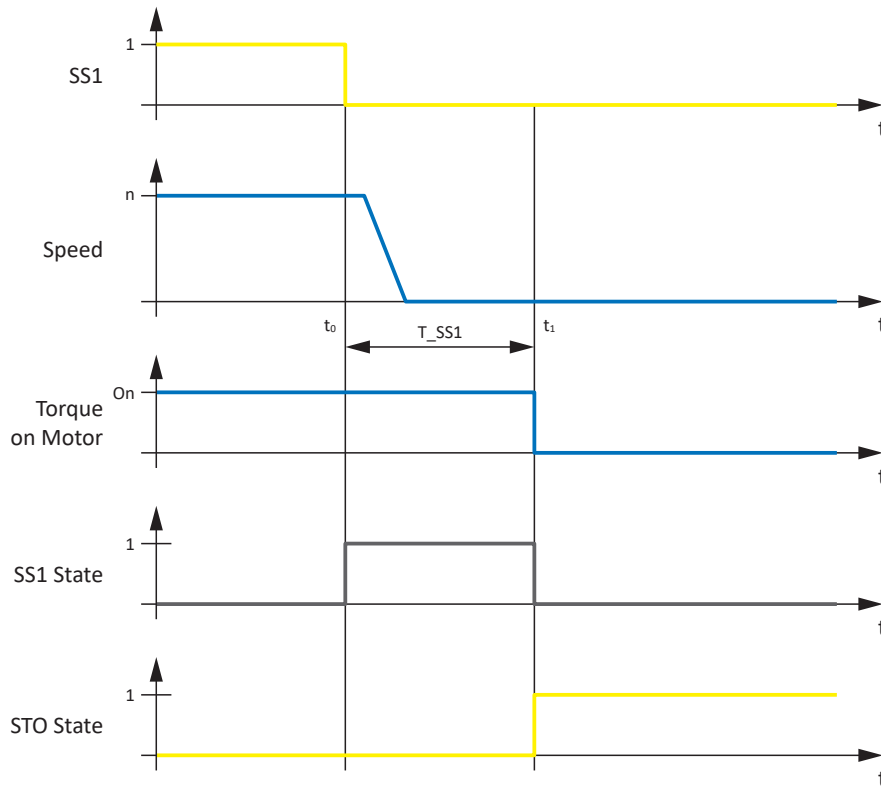 1
SS1
t
n
Speed
t₀
T_SS1
t₁
t
On
Torque
on Motor
t
1
SS1 State
t
1
STO State
t